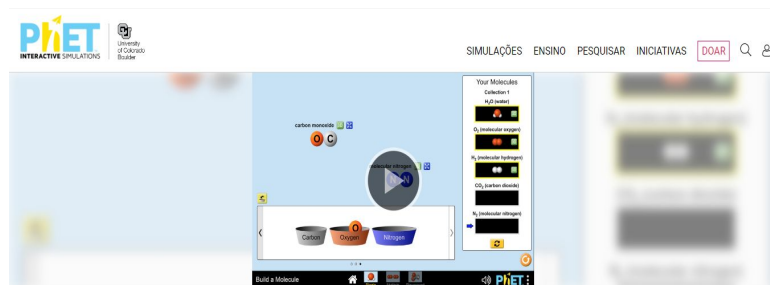 PhET
INTERACTIVE SIMULATIONS
University
of Colorado
Boulder
SIMULAÇÕES ENSINO PESQUISAR INICIATIVAS DOAR
carbon monoxide
O C
molecular nitrogen
N N
Carbon Oxygen Nitrogen
O
Your Molecules
Collection 1
H₂O (water)
O₂ (molecular oxygen)
H₂ (molecular hydrogen)
CO₂ (carbon dioxide)
N₂ (molecular nitrogen)
Build a Molecule
PhET